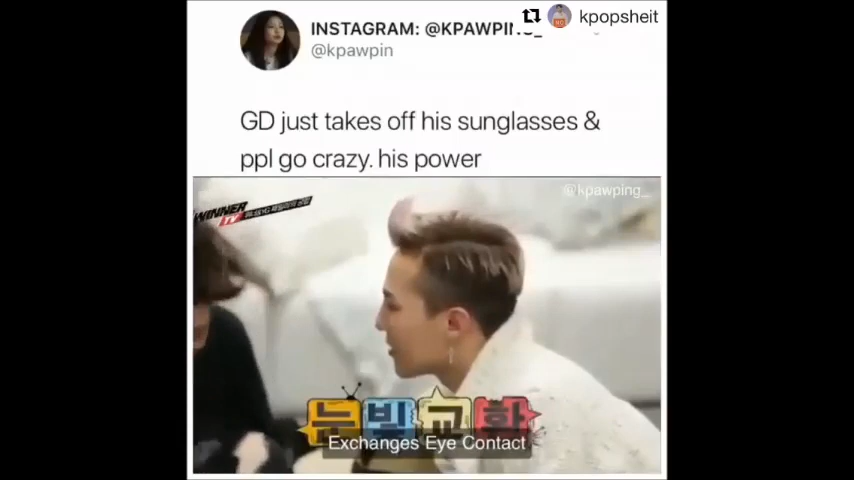 INSTAGRAM: @KPAWPING_
kpopsheit
@kpawpin
GD just takes off his sunglasses &
ppl go crazy. his power
@kpawping_
WINNER
TV
눈빛교환
Exchanges Eye Contact